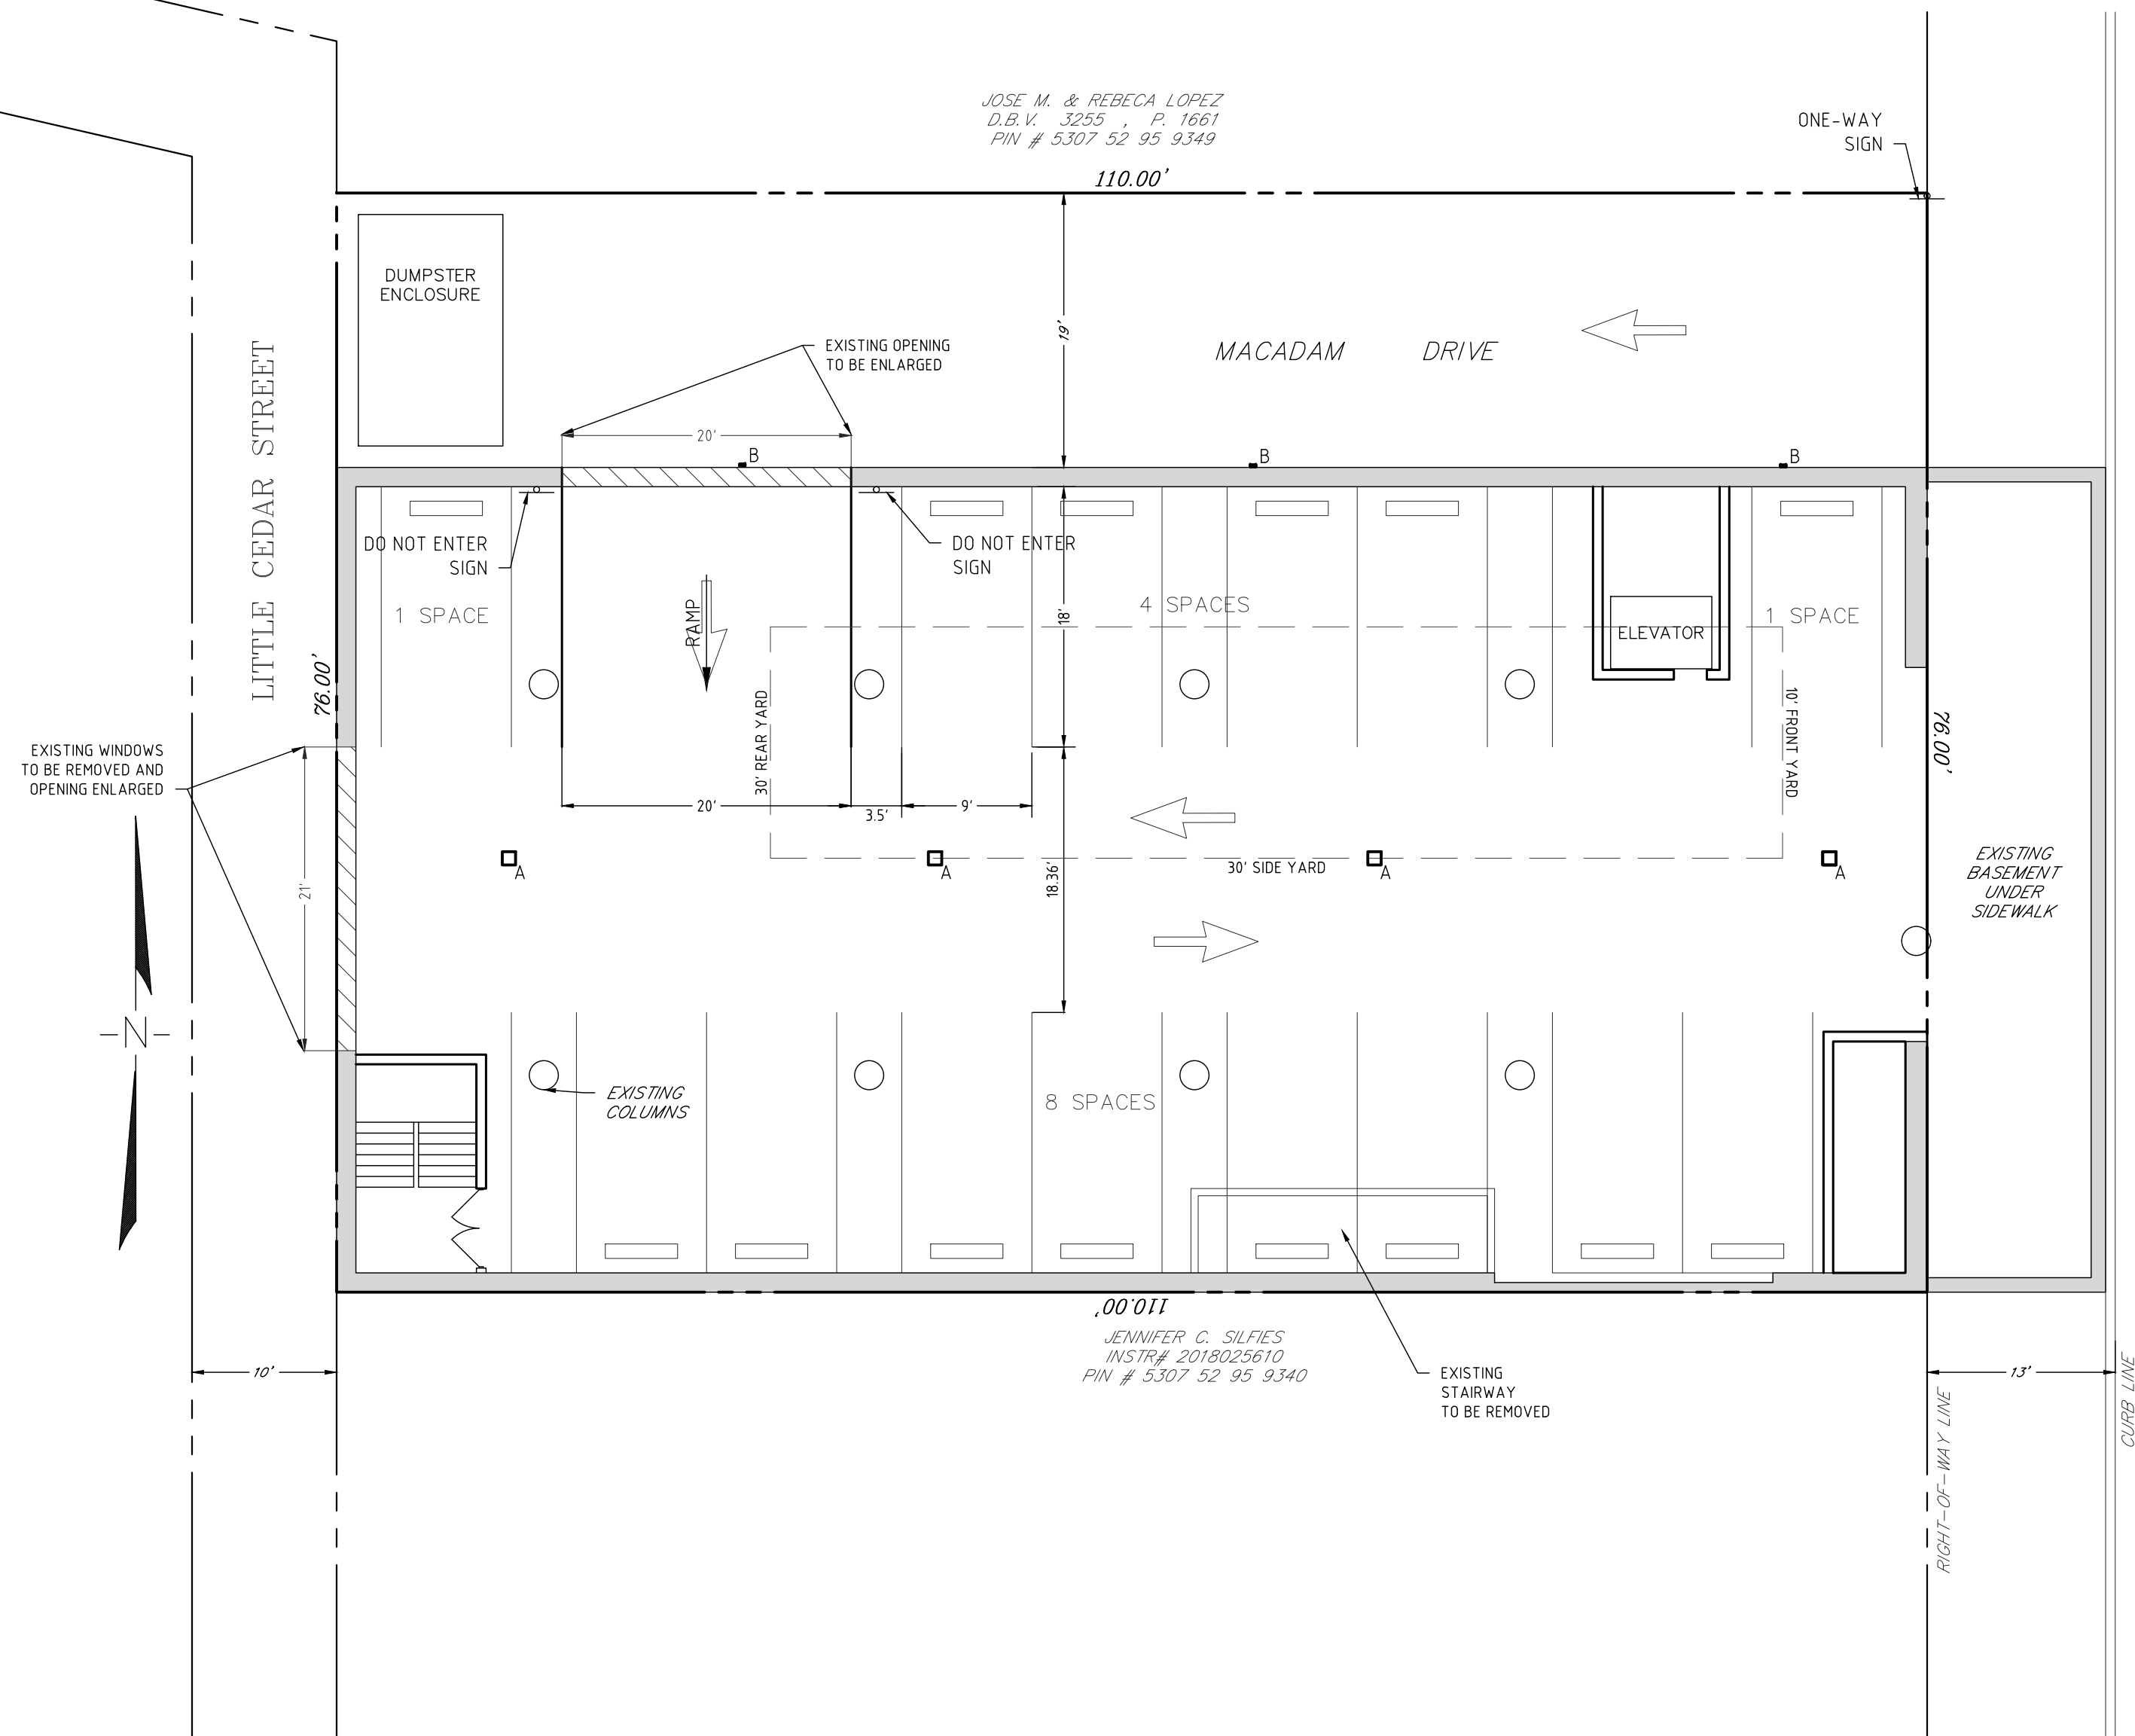 JOSE M. & REBECA LOPEZ
D.B.V. 3255 , P. 1661
PIN # 5307 52 95 9349
110.00'
ONE-WAY
SIGN
DUMPSTER
ENCLOSURE
19'
MACADAM DRIVE
EXISTING OPENING
TO BE ENLARGED
20'
B
B
B
LITTLE CEDAR STREET
76.00'
DO NOT ENTER
SIGN
DO NOT ENTER
SIGN
1 SPACE
RAMP
18'
4 SPACES
ELEVATOR
1 SPACE
30' REAR YARD
10' FRONT YARD
76.00'
EXISTING WINDOWS
TO BE REMOVED AND
OPENING ENLARGED
20'
3.5'
9'
21'
A
A
18.36'
30' SIDE YARD
A
A
EXISTING
BASEMENT
UNDER
SIDEWALK
N
EXISTING
COLUMNS
8 SPACES
110.00'
JENNIFER C. SILFIES
INSTR# 2018025610
PIN # 5307 52 95 9340
10'
EXISTING
STAIRWAY
TO BE REMOVED
13'
RIGHT-OF-WAY LINE
CURB LINE